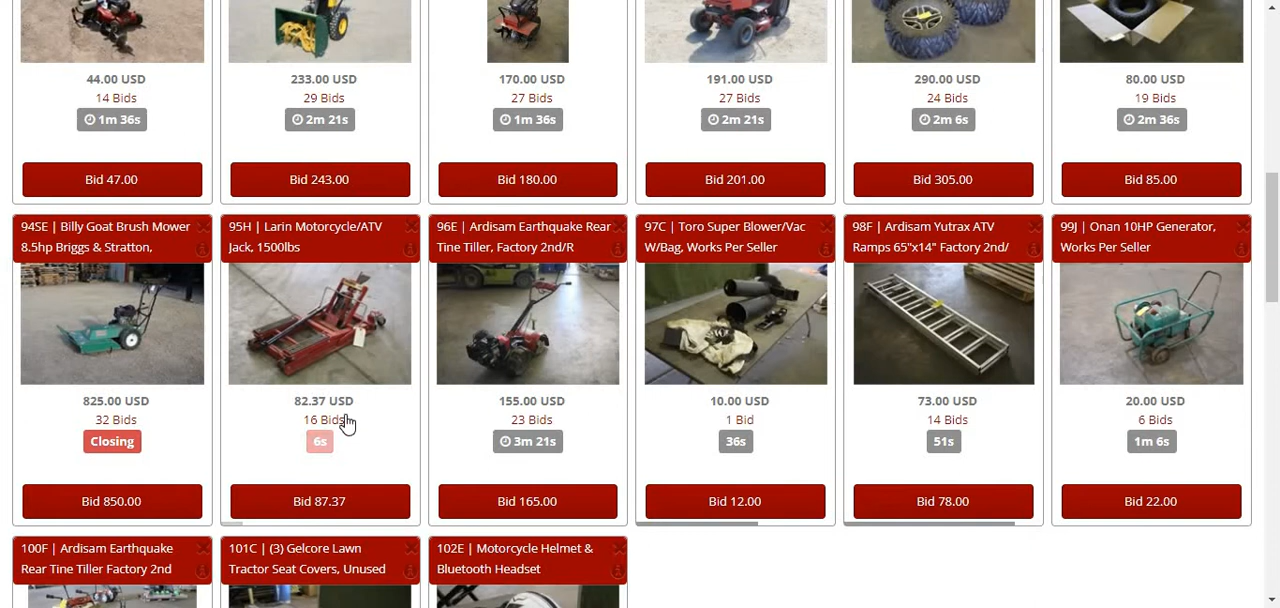 44.00 USD
233.00 USD
170.00 USD
191.00 USD
290.00 USD
80.00 USD
14 Bids
29 Bids
27 Bids
27 Bids
24 Bids
19 Bids
1m 36s
2m 21s
1m 36s
2m 21s
2m 6s
2m 36s
Bid 47.00
Bid 243.00
Bid 180.00
Bid 201.00
Bid 305.00
Bid 85.00
94SE | Billy Goat Brush Mower
8.5hp Briggs & Stratton,
95H | Larin Motorcycle/ATV
Jack, 1500lbs
96E | Ardisam Earthquake Rear
Tine Tiller, Factory 2nd/R
97C | Toro Super Blower/Vac
W/Bag, Works Per Seller
98F | Ardisam Yutrax ATV
Ramps 65"x14" Factory 2nd/
99J | Onan 10HP Generator,
Works Per Seller
825.00 USD
82.37 USD
155.00 USD
10.00 USD
73.00 USD
20.00 USD
32 Bids
16 Bids
23 Bids
1 Bid
14 Bids
6 Bids
Closing
6s
3m 21s
36s
51s
1m 6s
Bid 850.00
Bid 87.37
Bid 165.00
Bid 12.00
Bid 78.00
Bid 22.00
100F | Ardisam Earthquake
Rear Tine Tiller Factory 2nd
101C | (3) Gelcore Lawn
Tractor Seat Covers, Unused
102E | Motorcycle Helmet &
Bluetooth Headset